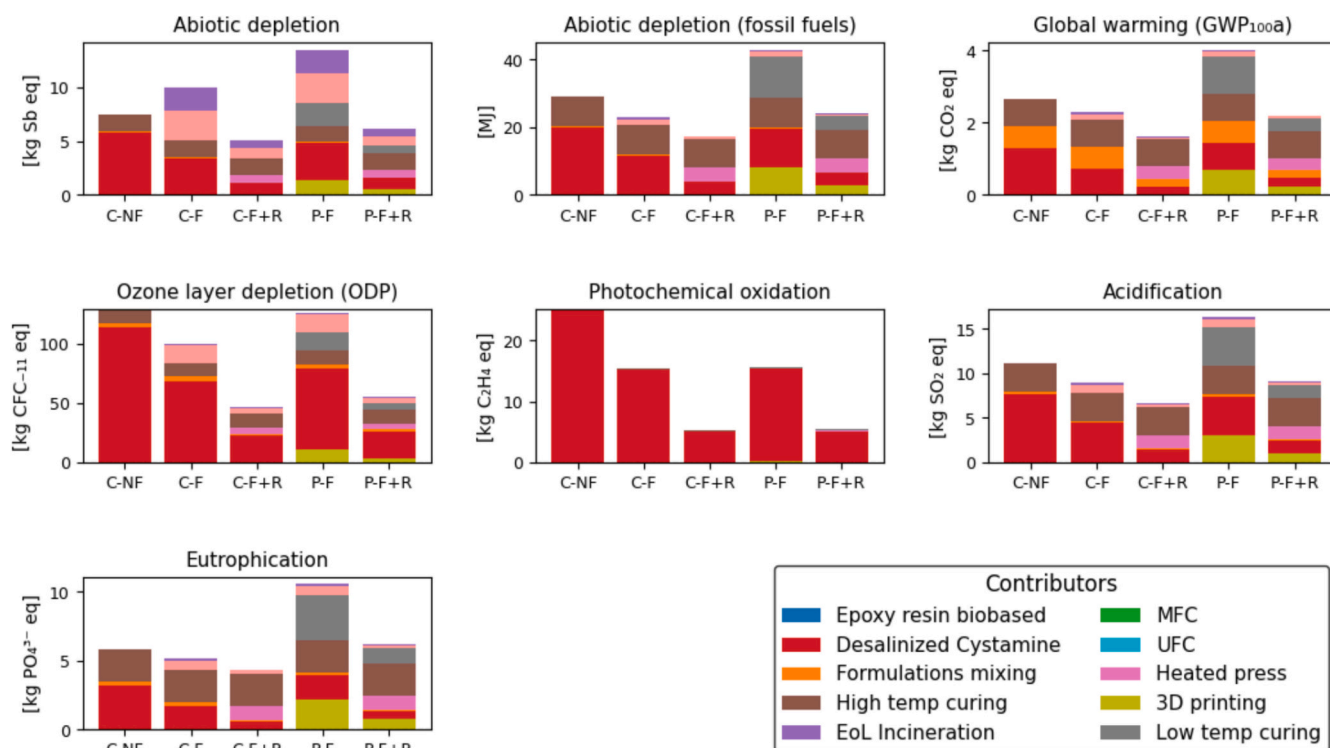 Abiotic depletion
[kg Sb eq]
10
5
0
C-NF C-F C-F+R P-F P-F+R
Abiotic depletion (fossil fuels)
[MJ]
40
20
0
C-NF C-F C-F+R P-F P-F+R
Global warming (GWP₁₀₀a)
[kg CO₂ eq]
4
2
0
C-NF C-F C-F+R P-F P-F+R
Ozone layer depletion (ODP)
[kg CFC₋₁₁ eq]
100
50
0
C-NF C-F C-F+R P-F P-F+R
Photochemical oxidation
[kg C₂H₄ eq]
20
10
0
C-NF C-F C-F+R P-F P-F+R
Acidification
[kg SO₂ eq]
15
10
5
0
C-NF C-F C-F+R P-F P-F+R
Eutrophication
[kg PO₄³⁻ eq]
10
5
0
C-NF C-F C-F+R P-F P-F+R
Contributors
Epoxy resin biobased
Desalinized Cystamine
Formulations mixing
High temp curing
EoL Incineration
MFC
UFC
Heated press
3D printing
Low temp curing